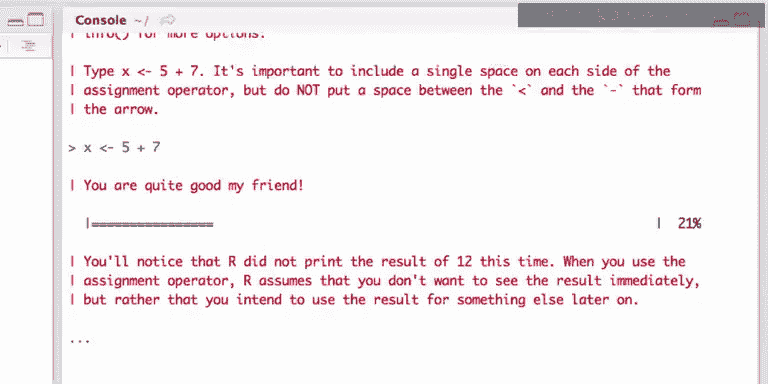 Console ~/
| info() for more options.
| Type x <- 5 + 7. It's important to include a single space on each side of the
| assignment operator, but do NOT put a space between the `<` and the `-` that form
| the arrow.
> x <- 5 + 7
| You are quite good my friend!
|================ | 21%
| You'll notice that R did not print the result of 12 this time. When you use the
| assignment operator, R assumes that you don't want to see the result immediately,
| but rather that you intend to use the result for something else later on.
...